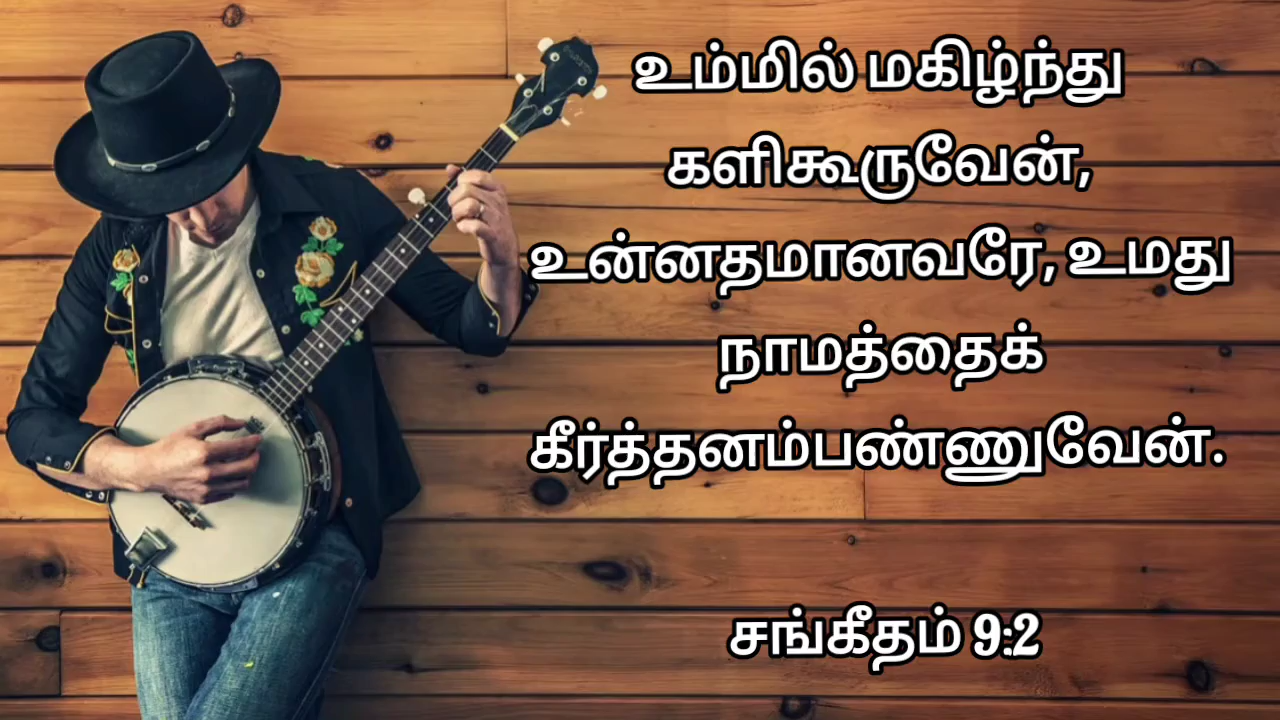 உம்மில் மகிழ்ந்து
களிகூருவேன்,
உன்னதமானவரே, உமது
நாமத்தைக்
கீர்த்தனம்பண்ணுவேன்.
சங்கீதம் 9:2